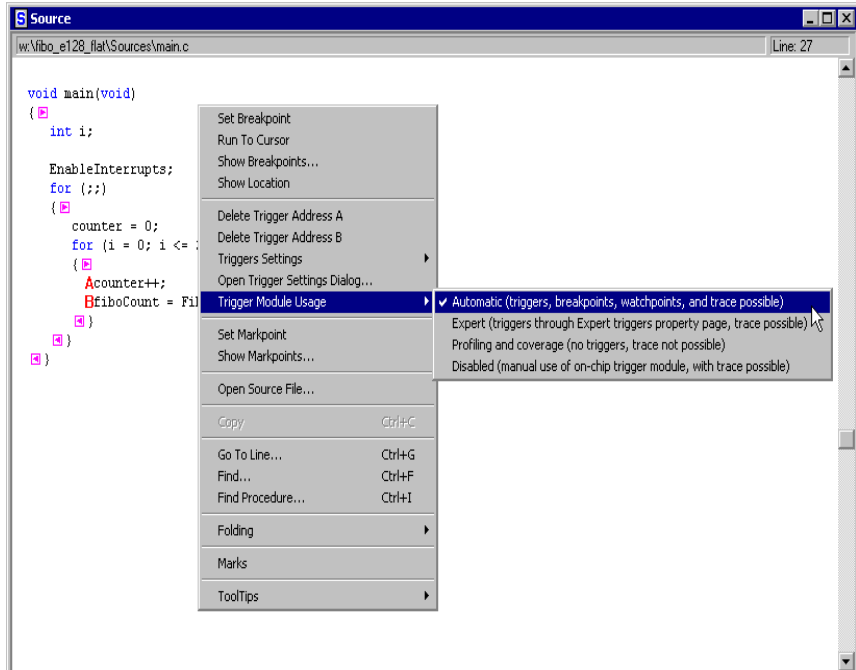 Source
w:\fibo_e128_flat\Sources\main.c
Line: 27
void main(void)
{
int i;
EnableInterrupts;
for (;;)
{
counter = 0;
for (i = 0; i <=
{
Acounter++;
BfiboCount = Fi
}
}
}
Set Breakpoint
Run To Cursor
Show Breakpoints...
Show Location
Delete Trigger Address A
Delete Trigger Address B
Triggers Settings
Open Trigger Settings Dialog...
Trigger Module Usage
Set Markpoint
Show Markpoints...
Open Source File...
Copy Ctrl+C
Go To Line... Ctrl+G
Find... Ctrl+F
Find Procedure... Ctrl+I
Folding
Marks
ToolTips
Automatic (triggers, breakpoints, watchpoints, and trace possible)
Expert (triggers through Expert triggers property page, trace possible)
Profiling and coverage (no triggers, trace not possible)
Disabled (manual use of on-chip trigger module, with trace possible)